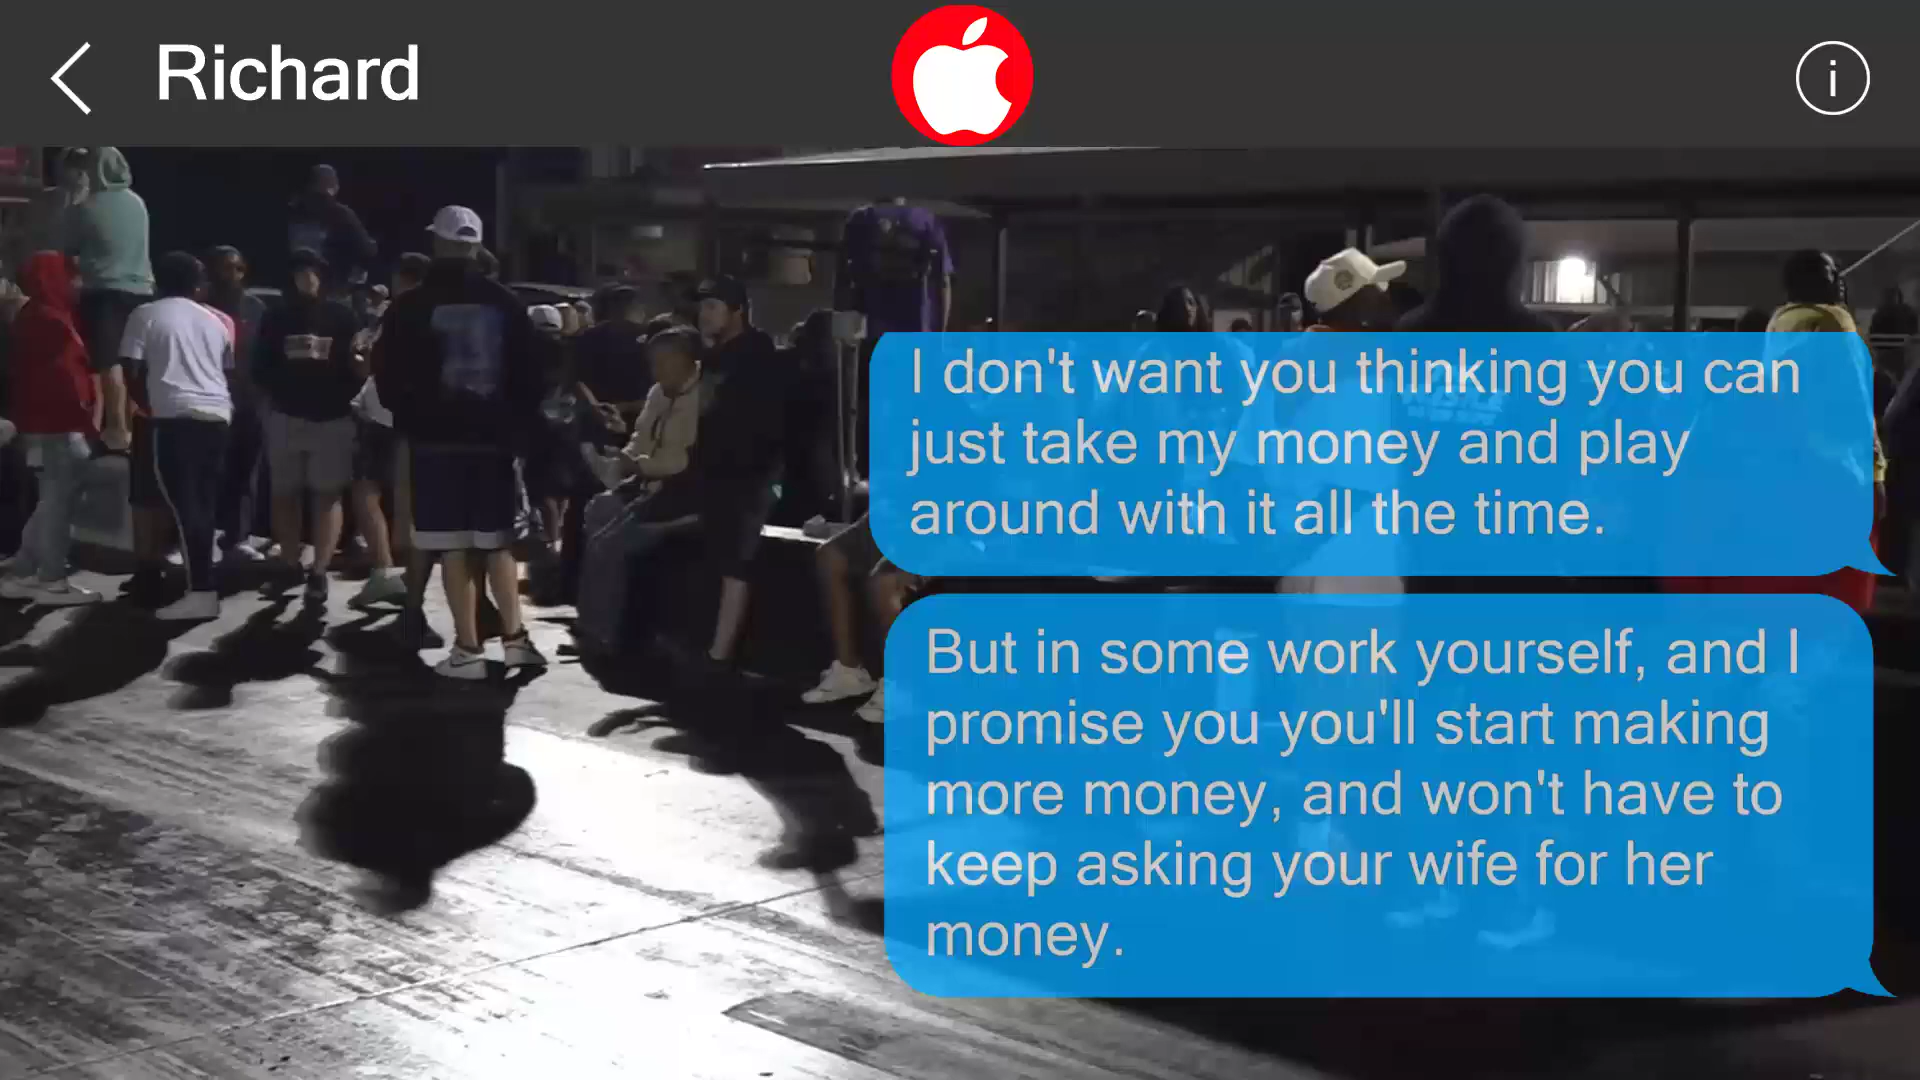 Richard
i
I don't want you thinking you can
just take my money and play
around with it all the time.
But in some work yourself, and I
promise you you'll start making
more money, and won't have to
keep asking your wife for her
money.